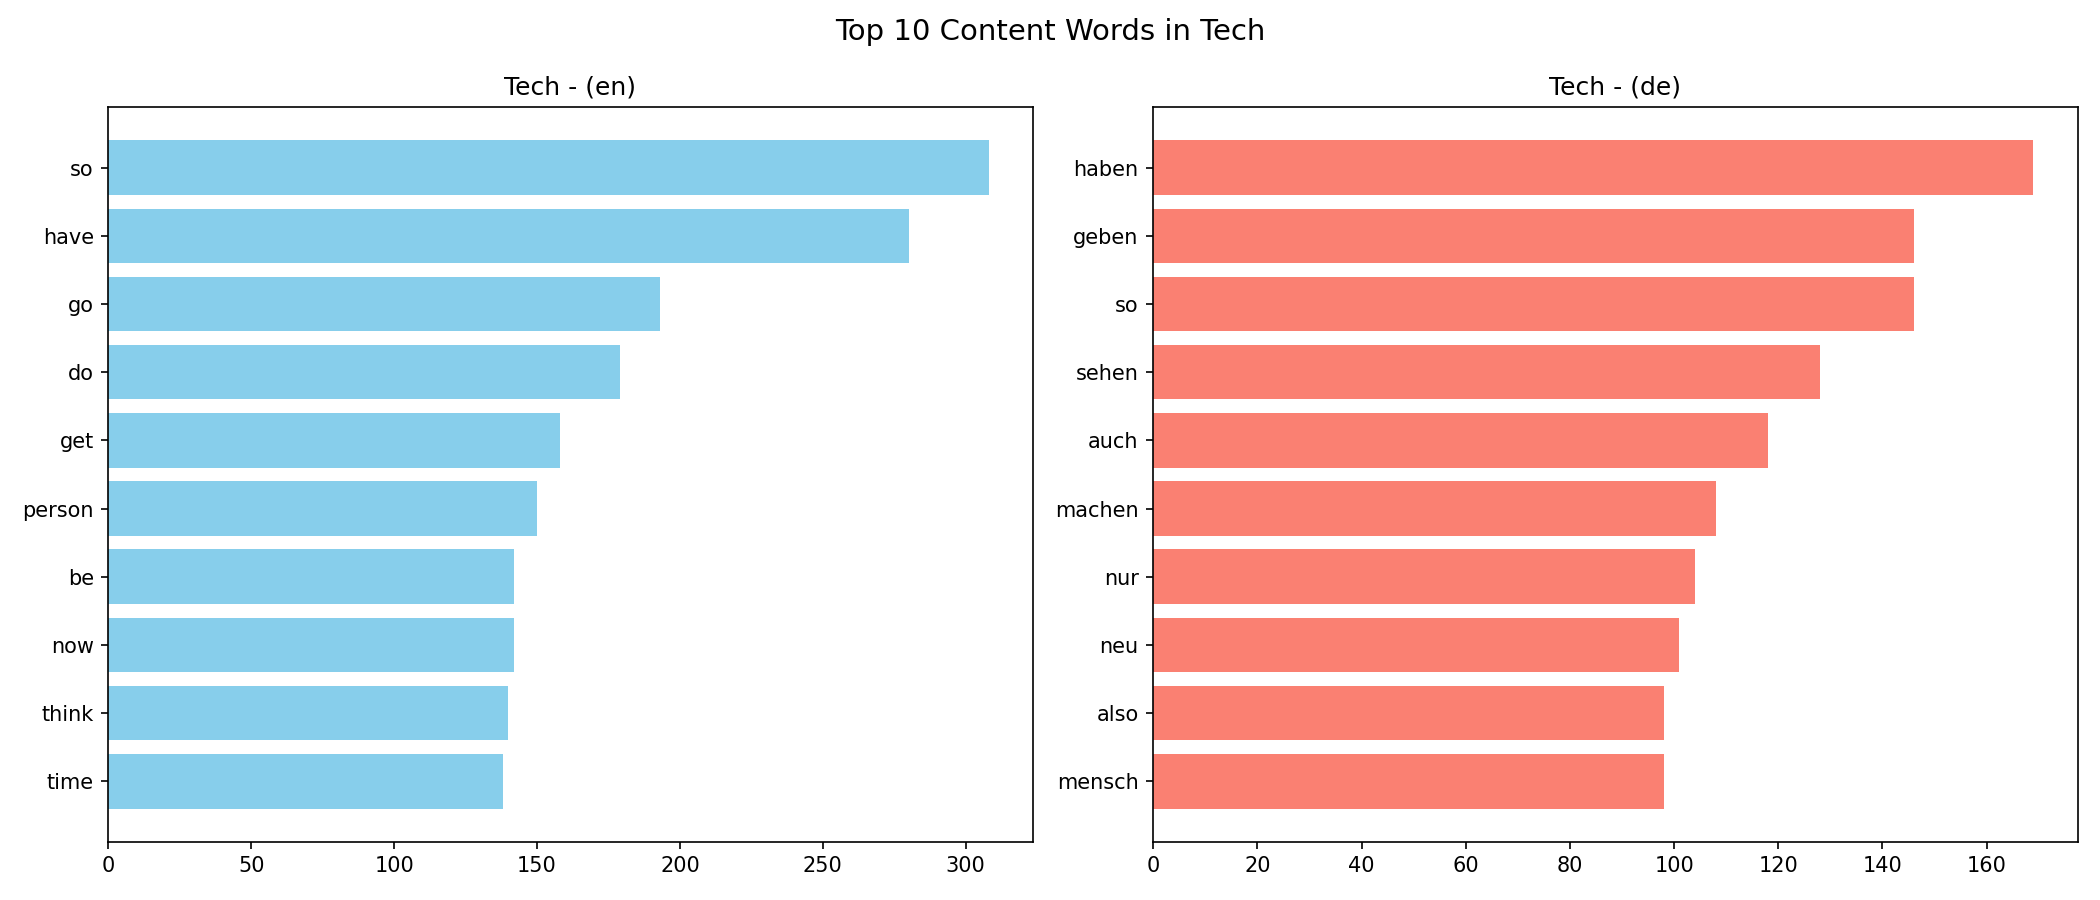 Top 10 Content Words in Tech
Tech - (en)
so
have
go
do
get
person
be
now
think
time
0 50 100 150 200 250 300
Tech - (de)
haben
geben
so
sehen
auch
machen
nur
neu
also
mensch
0 20 40 60 80 100 120 140 160